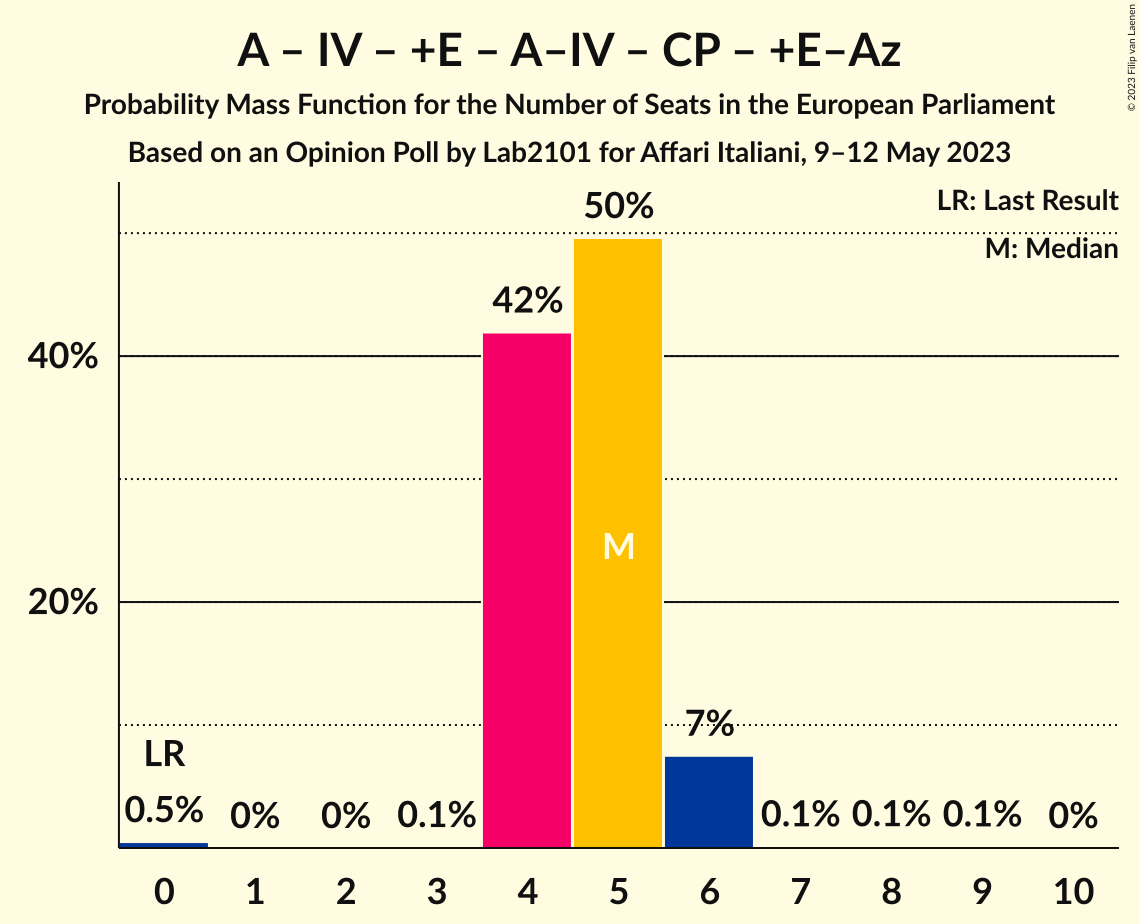 A – IV – +E – A–IV – CP – +E–Az
Probability Mass Function for the Number of Seats in the European Parliament
Based on an Opinion Poll by Lab2101 for Affari Italiani, 9–12 May 2023
© 2023 Filip van Laenen
LR: Last Result
M: Median
50%
42%
40%
M
20%
7%
LR
0.5% 0% 0% 0.1% 0.1% 0.1% 0.1% 0%
0 1 2 3 4 5 6 7 8 9 10